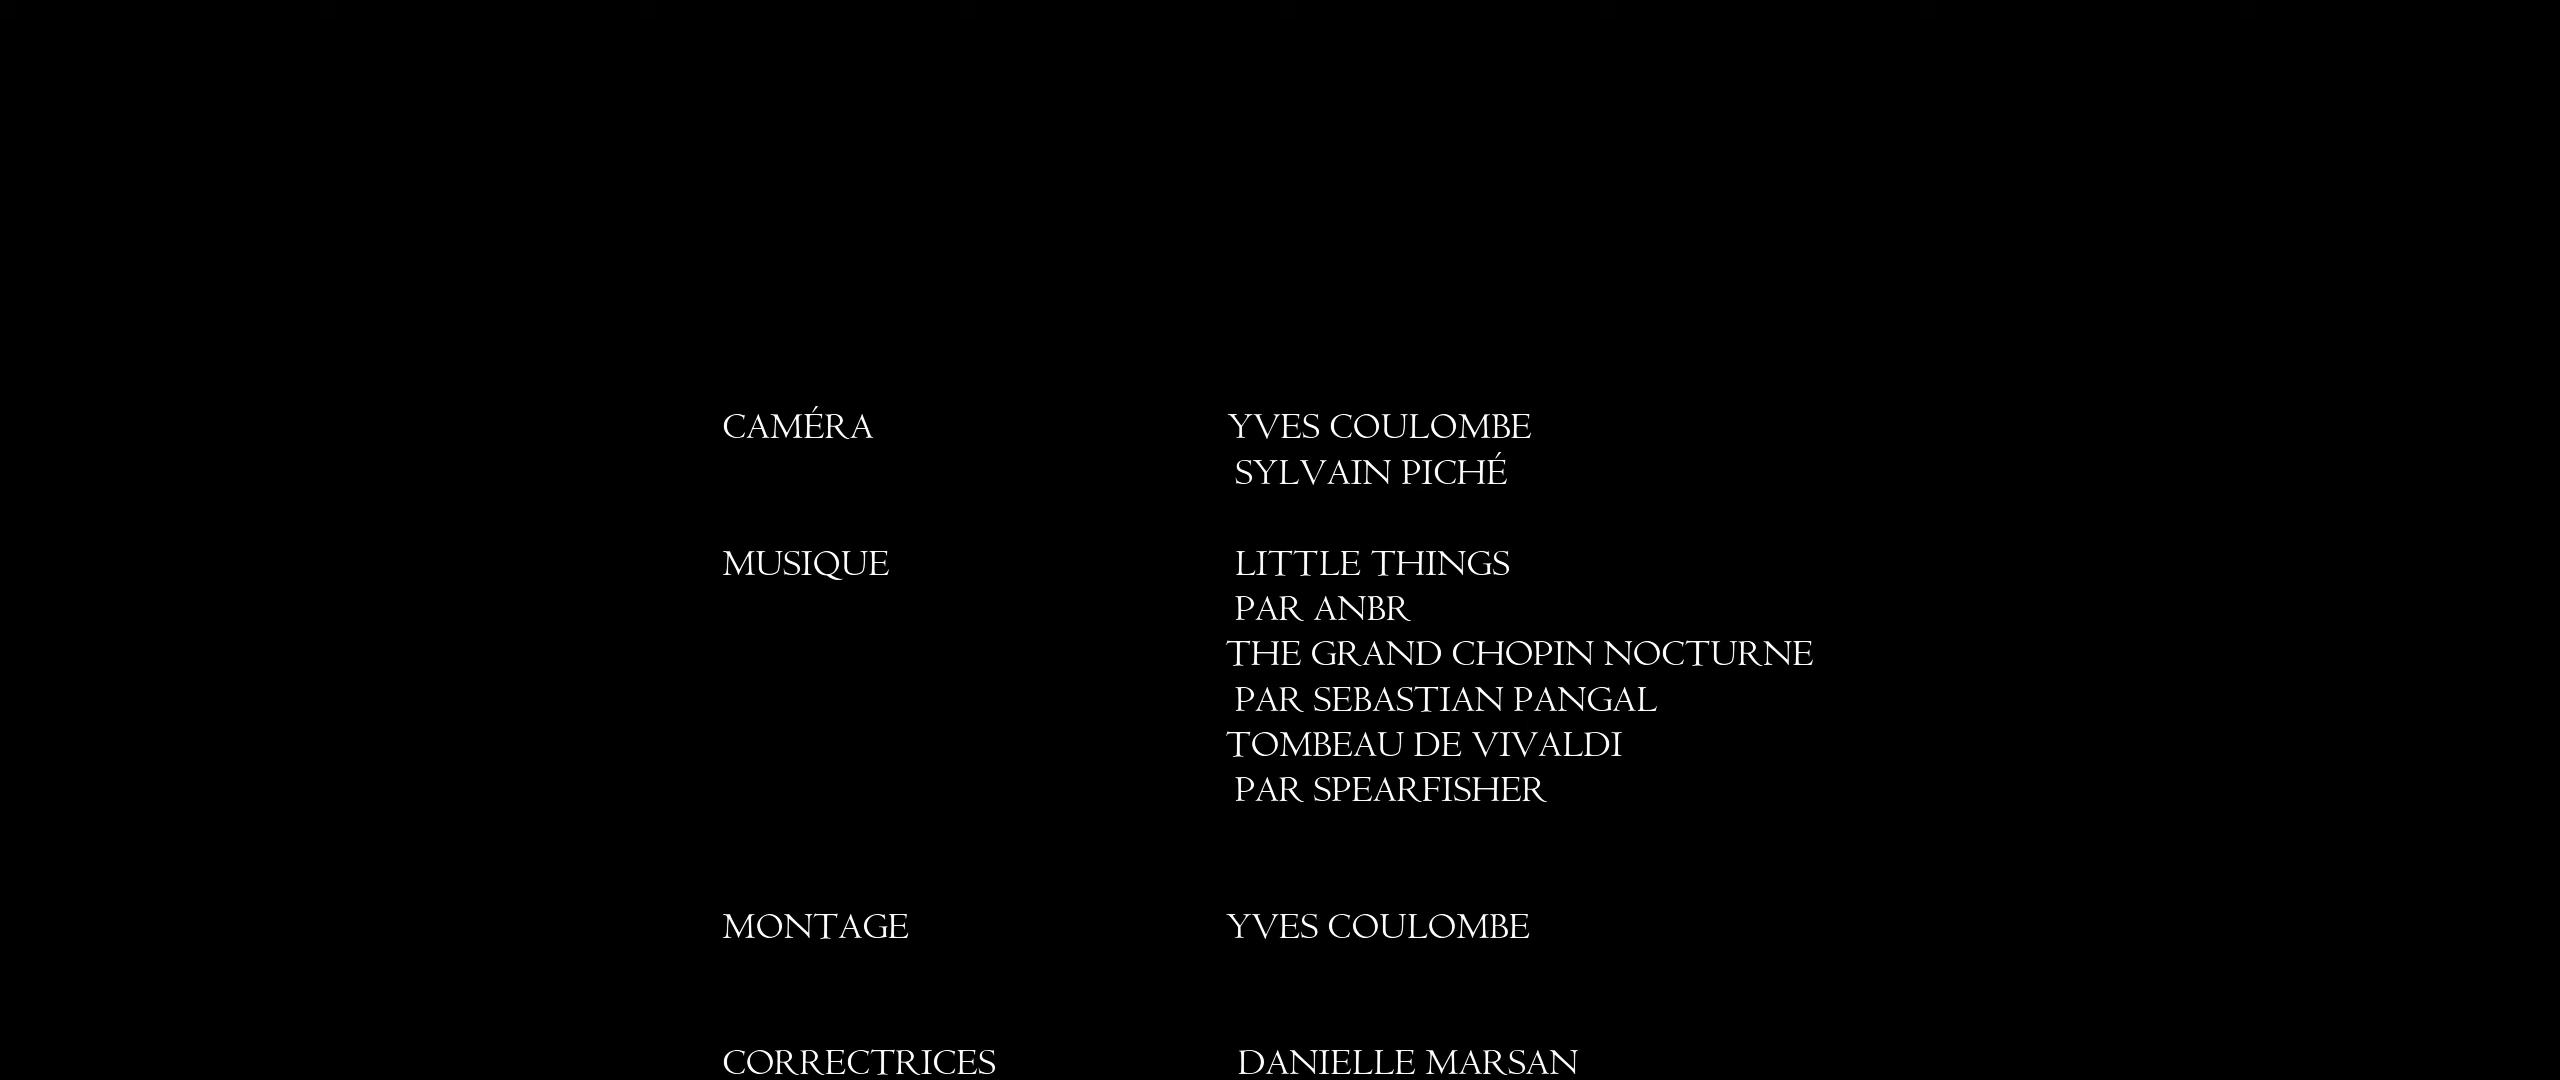 CAMÉRA YVES COULOMBE
SYLVAIN PICHÉ
MUSIQUE LITTLE THINGS
PAR ANBR
THE GRAND CHOPIN NOCTURNE
PAR SEBASTIAN PANGAL
TOMBEAU DE VIVALDI
PAR SPEARFISHER
MONTAGE YVES COULOMBE
CORRECTRICES DANIELLE MARSAN